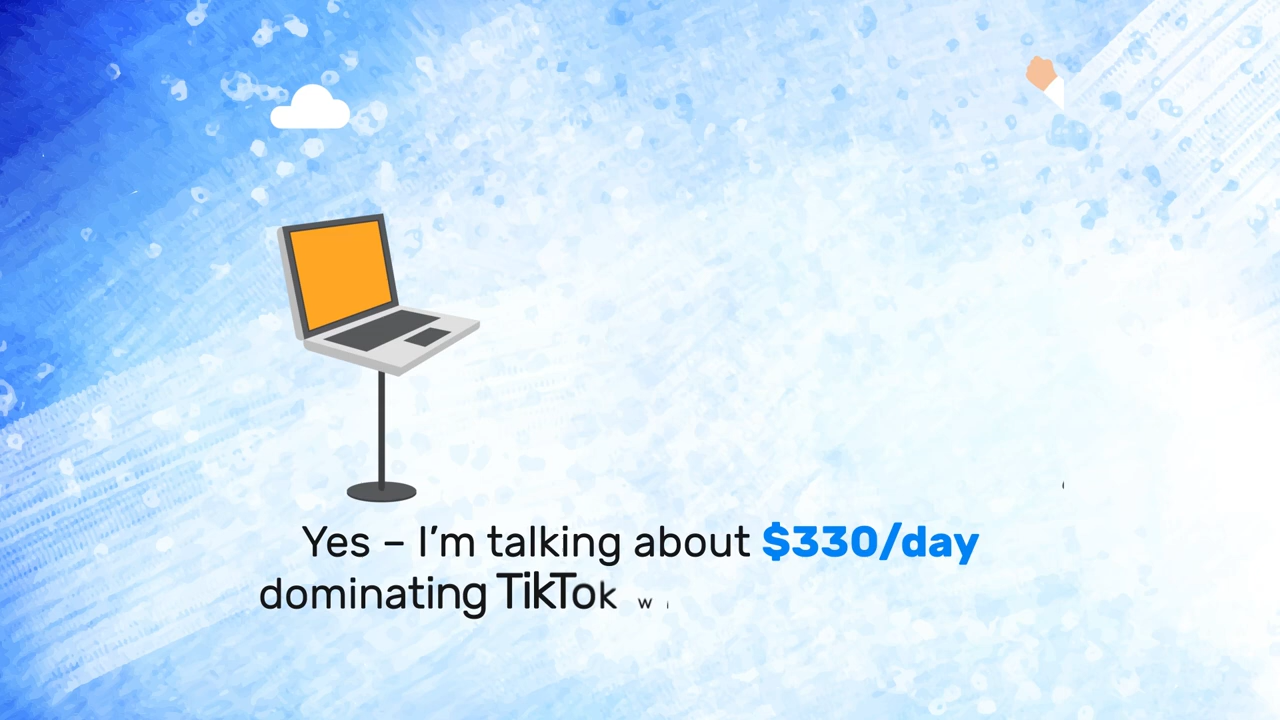 Yes – I’m talking about $330/day
dominating TikTok w